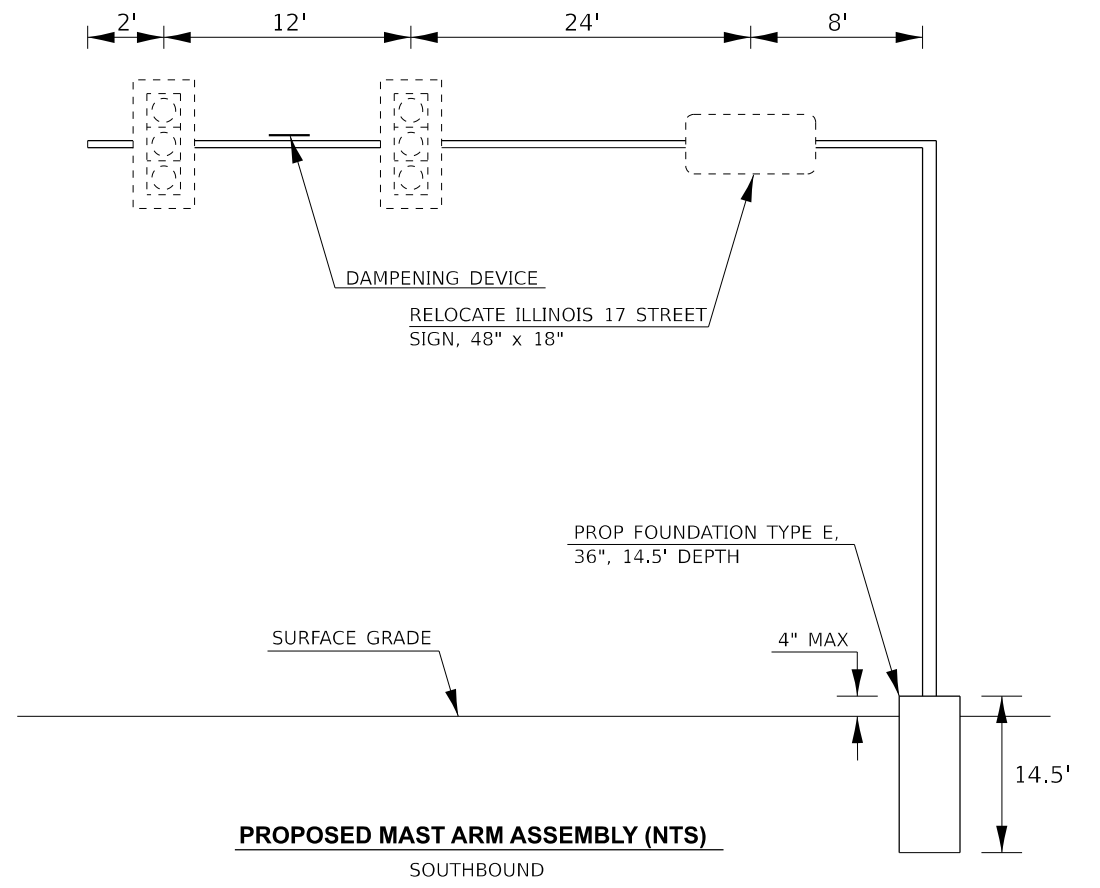 2' 12' 24' 8'
DAMPENING DEVICE
RELOCATE ILLINOIS 17 STREET
SIGN, 48" x 18"
PROP FOUNDATION TYPE E,
36", 14.5' DEPTH
SURFACE GRADE
4" MAX
14.5'
PROPOSED MAST ARM ASSEMBLY (NTS)
SOUTHBOUND